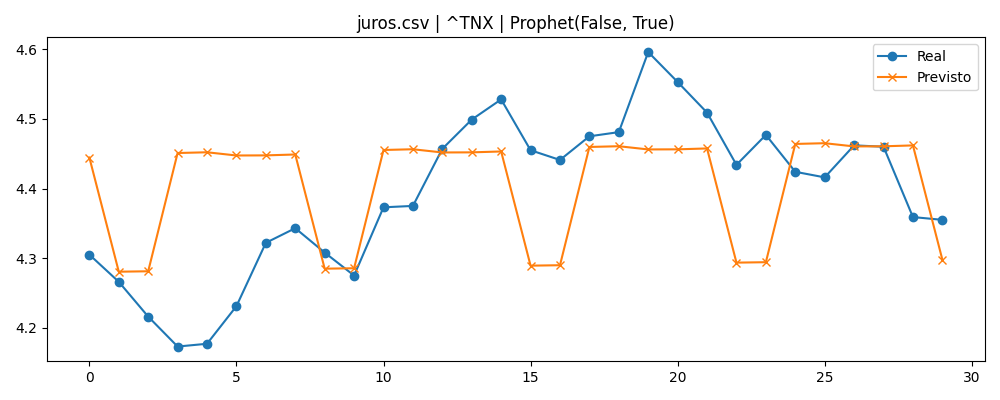 juros.csv | ^TNX | Prophet(False, True)
Real
Previsto
4.6
4.5
4.4
4.3
4.2
0 5 10 15 20 25 30